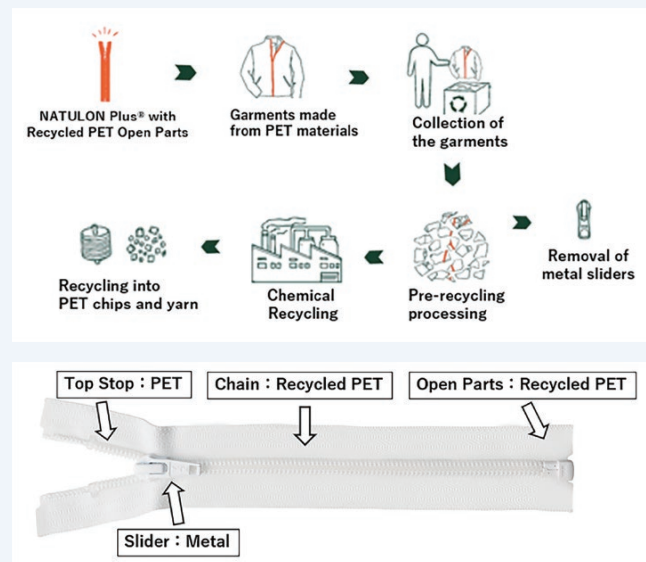 NATULON Plus® with
Recycled PET Open Parts
Garments made
from PET materials
Collection of
the garments
Removal of
metal sliders
Pre-recycling
processing
Chemical
Recycling
Recycling into
PET chips and yarn
Top Stop：PET
Chain：Recycled PET
Open Parts：Recycled PET
Slider：Metal